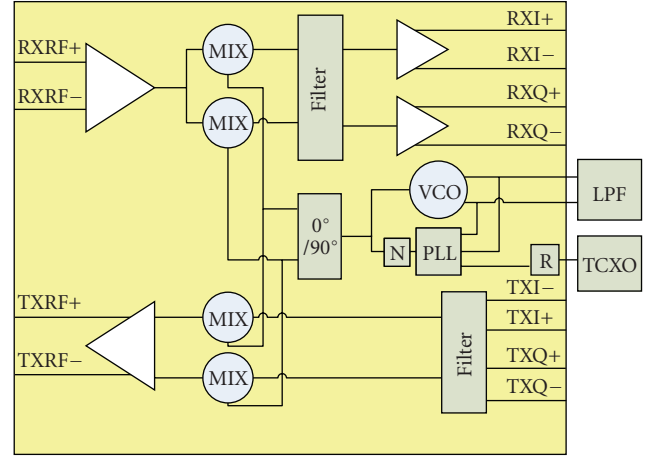 RXRF+
RXRF−
MIX
MIX
Filter
RXI+
RXI−
RXQ+
RXQ−
0°
/90°
VCO
N
PLL
R
LPF
TCXO
TXRF+
TXRF−
MIX
MIX
Filter
TXI−
TXI+
TXQ+
TXQ−